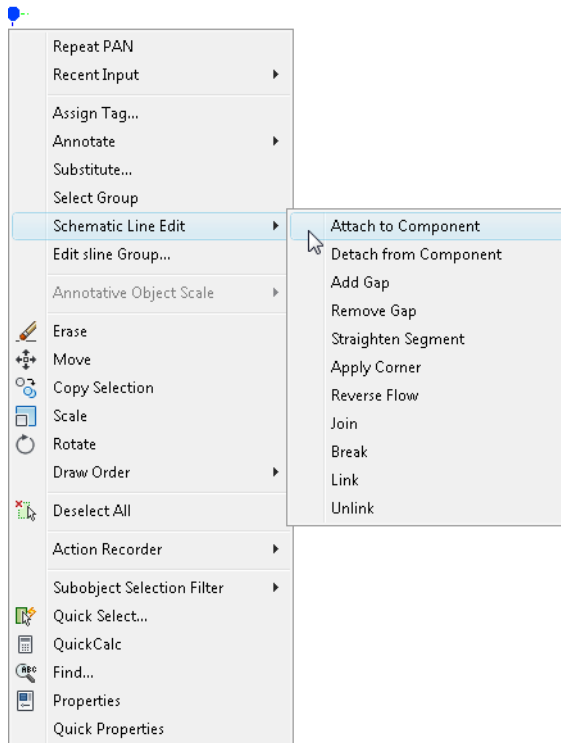 Repeat PAN
Recent Input
Assign Tag...
Annotate
Substitute...
Select Group
Schematic Line Edit
Edit sline Group...
Annotative Object Scale
Erase
Move
Copy Selection
Scale
Rotate
Draw Order
Deselect All
Action Recorder
Subobject Selection Filter
Quick Select...
QuickCalc
ABC
Find...
Properties
Quick Properties
Attach to Component
Detach from Component
Add Gap
Remove Gap
Straighten Segment
Apply Corner
Reverse Flow
Join
Break
Link
Unlink